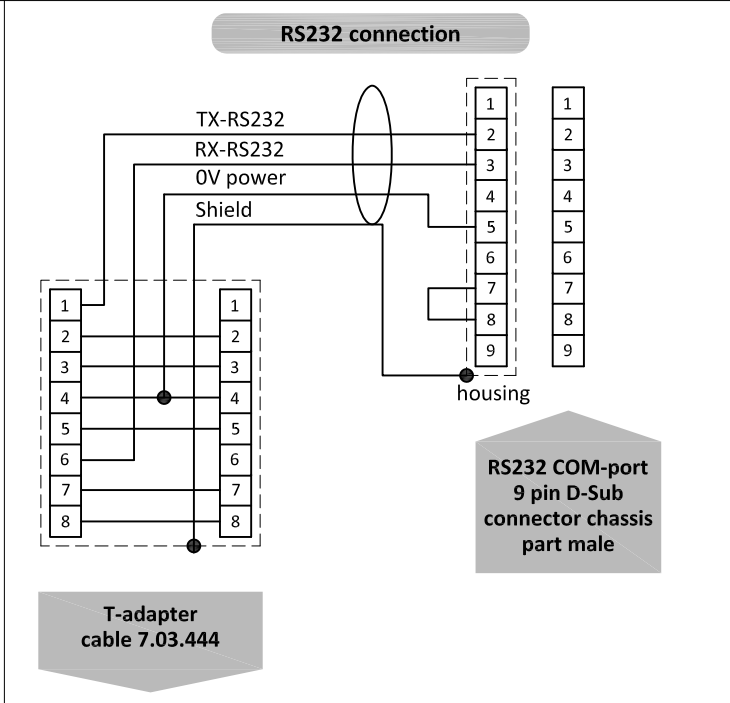 RS232 connection
TX-RS232
RX-RS232
0V power
Shield
1
2
3
4
5
6
7
8
9
1
2
3
4
5
6
7
8
9
housing
1
2
3
4
5
6
7
8
1
2
3
4
5
6
7
8
RS232 COM-port
9 pin D-Sub
connector chassis
part male
T-adapter
cable 7.03.444